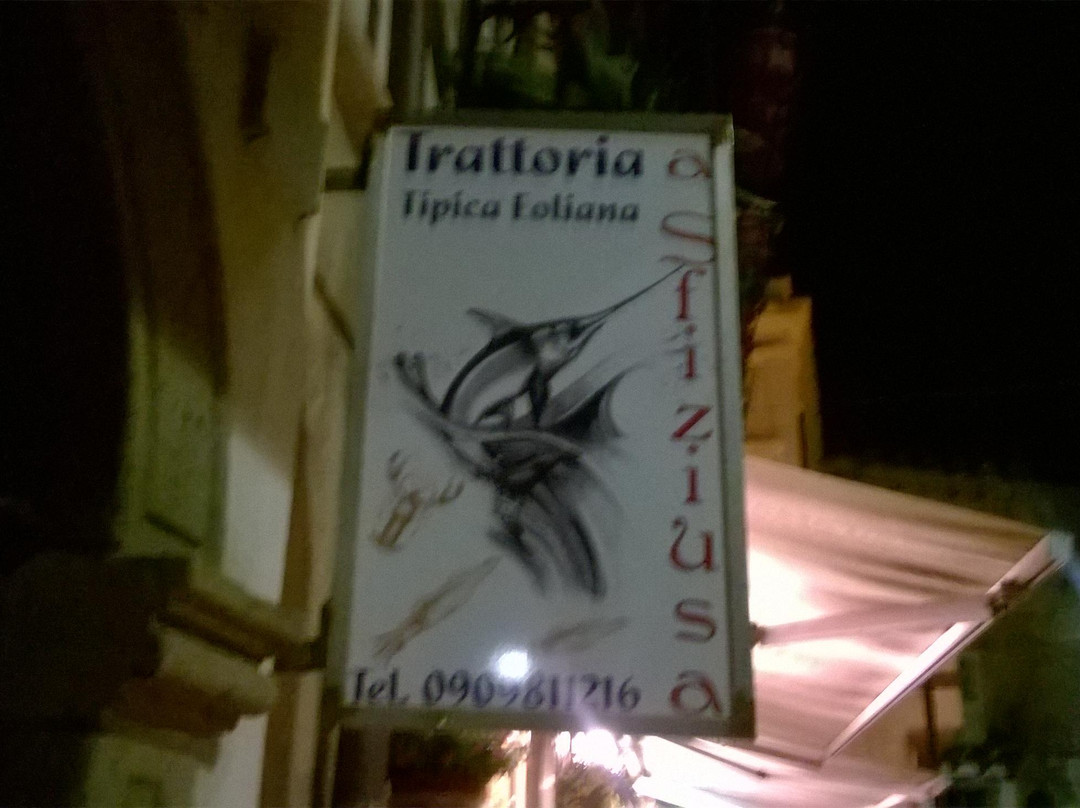 Trattoria
Tipica Eoliana
a Sfiziusa
Tel. 0909811216